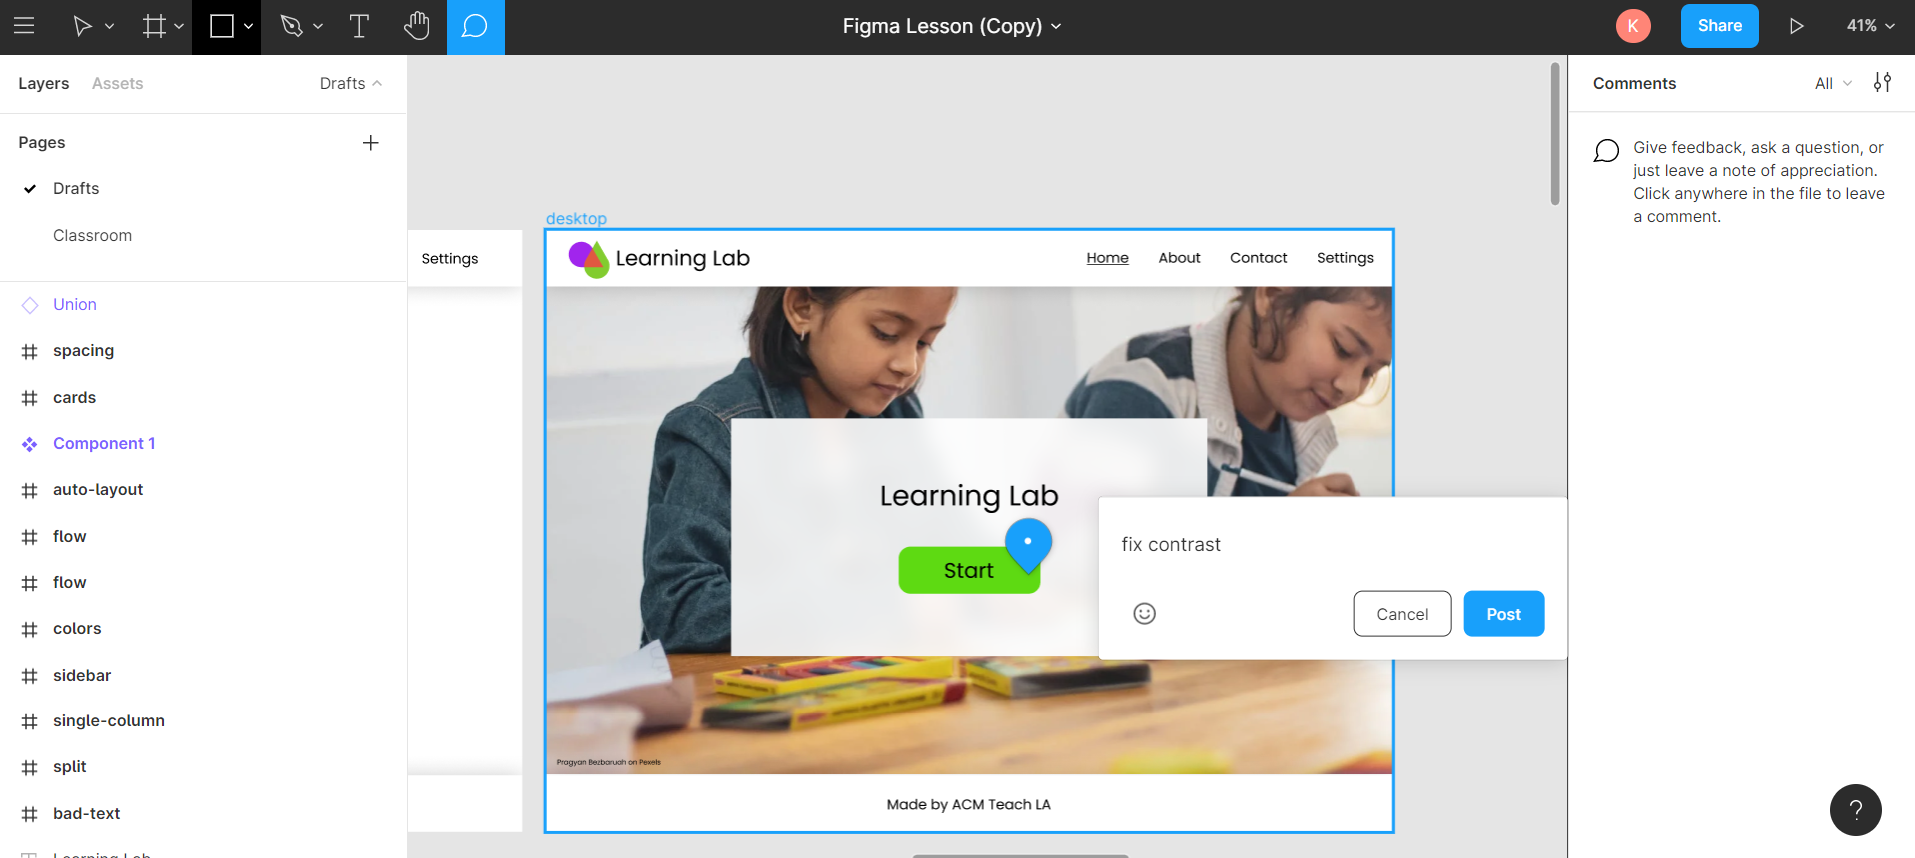 Figma Lesson (Copy)
K
Share
41%
Layers
Assets
Drafts
Pages
Drafts
Classroom
Union
spacing
cards
Component 1
auto-layout
flow
flow
colors
sidebar
single-column
split
bad-text
Learning Lab
Settings
desktop
Learning Lab
Home
About
Contact
Settings
Learning Lab
Start
Pragyan Bezbaruah on Pexels
Made by ACM Teach LA
fix contrast
Cancel
Post
Comments
All
Give feedback, ask a question, or
just leave a note of appreciation.
Click anywhere in the file to leave
a comment.
?